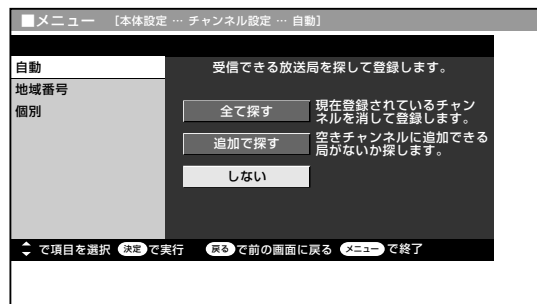 ■メニュー [本体設定 … チャンネル設定 … 自動]
自動
地域番号
個別
受信できる放送局を探して登録します。
全て探す
現在登録されているチャン
ネルを消して登録します。
追加で探す
空きチャンネルに追加できる
局がないか探します。
しない
で項目を選択 決定 で実行 戻る で前の画面に戻る メニュー で終了